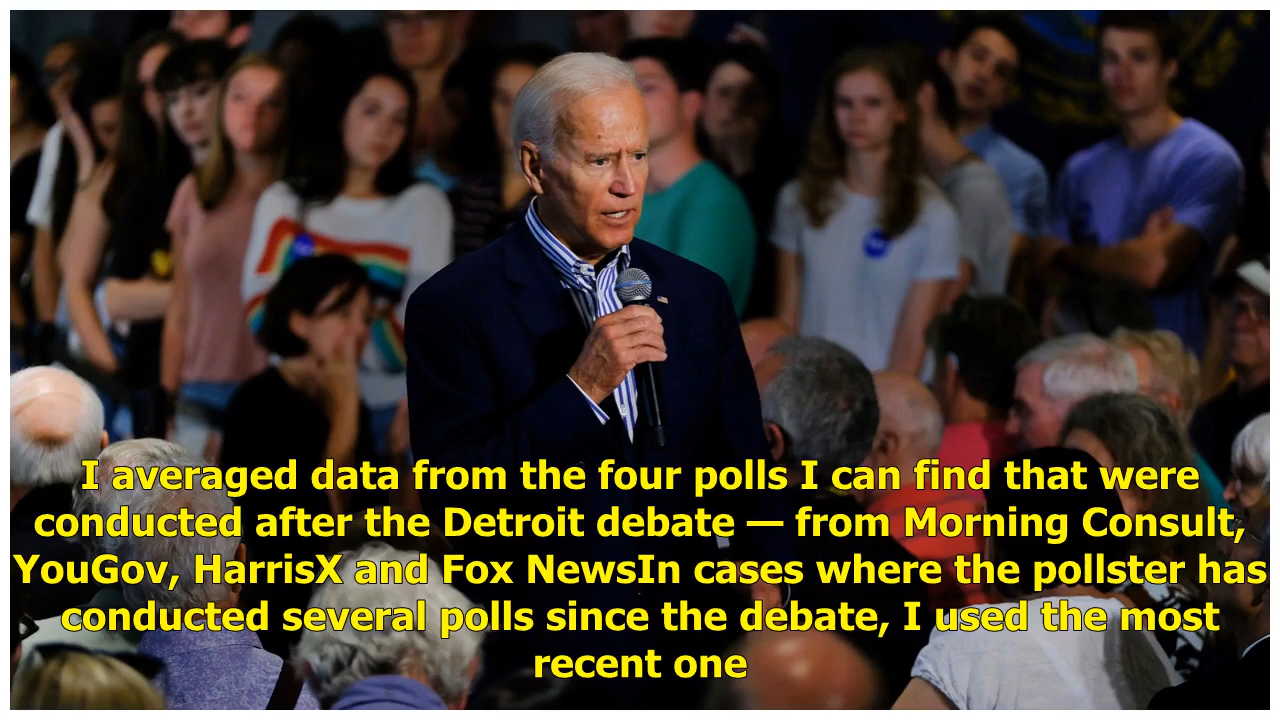 I averaged data from the four polls I can find that were
conducted after the Detroit debate — from Morning Consult,
YouGov, HarrisX and Fox NewsIn cases where the pollster has
conducted several polls since the debate, I used the most
recent one